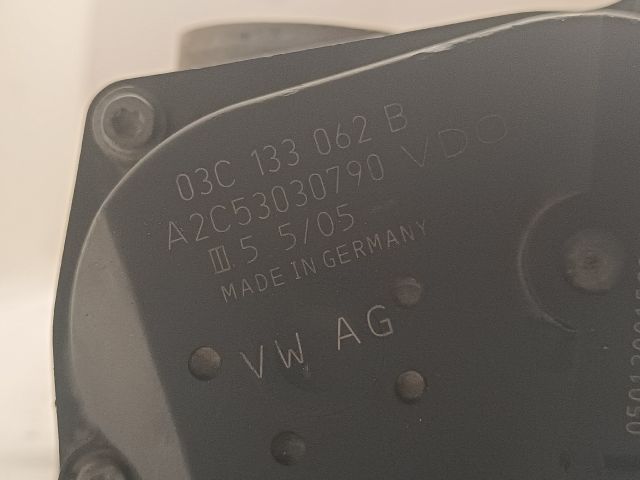 03C 133 062 B
A2C53030790 VDO
III 5 5/05
MADE IN GERMANY
VW AG